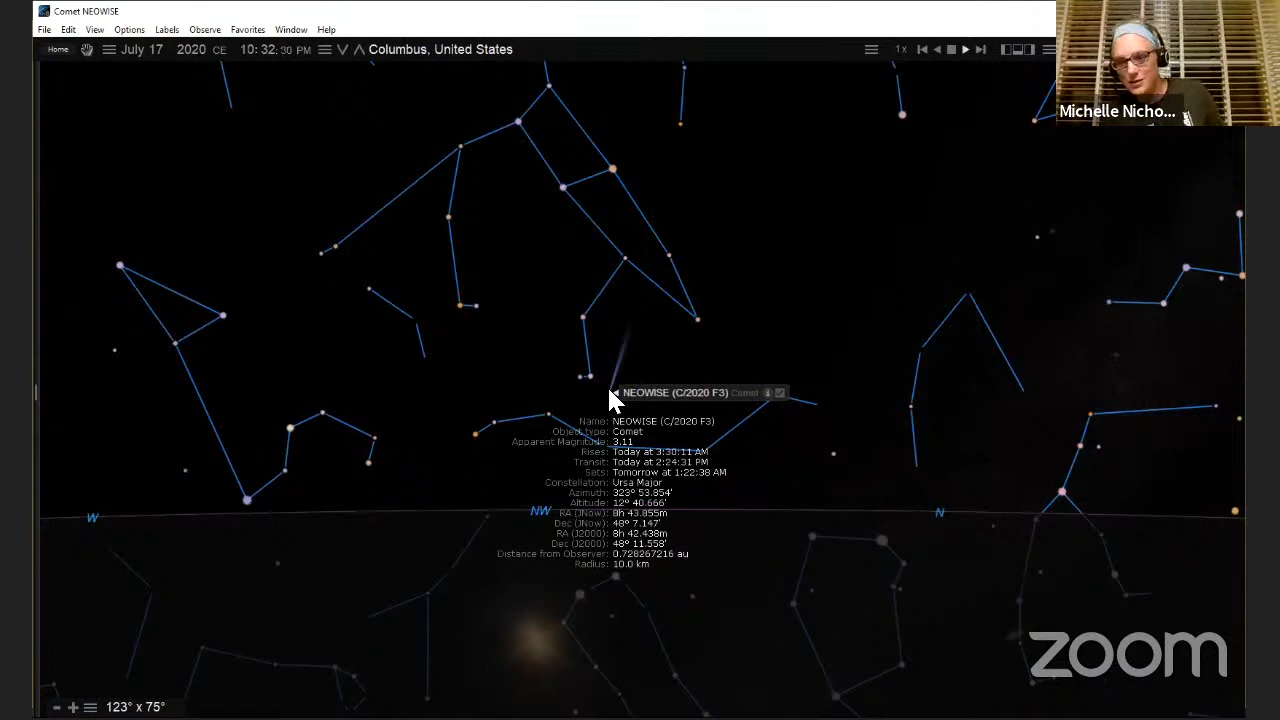 Comet NEOWISE
File Edit View Options Labels Observe Favorites Window Help
Home July 17 2020 CE 10:32:30 PM Columbus, United States 1x
Michelle Nicho...
NEOWISE (C/2020 F3) Comet
Name: NEOWISE (C/2020 F3)
Object type: Comet
Apparent Magnitude: 3.11
Rises: Today at 3:30:11 AM
Transit: Today at 2:24:31 PM
Sets: Tomorrow at 1:22:38 AM
Constellation: Ursa Major
Azimuth: 323° 53.854'
Altitude: 12° 40.666'
RA (JNow): 8h 43.855m
Dec (JNow): 48° 7.147'
RA (J2000): 8h 42.438m
Dec (J2000): 48° 11.558'
Distance from Observer: 0.728267216 au
Radius: 10.0 km
W
NW
N
zoom
123° x 75°